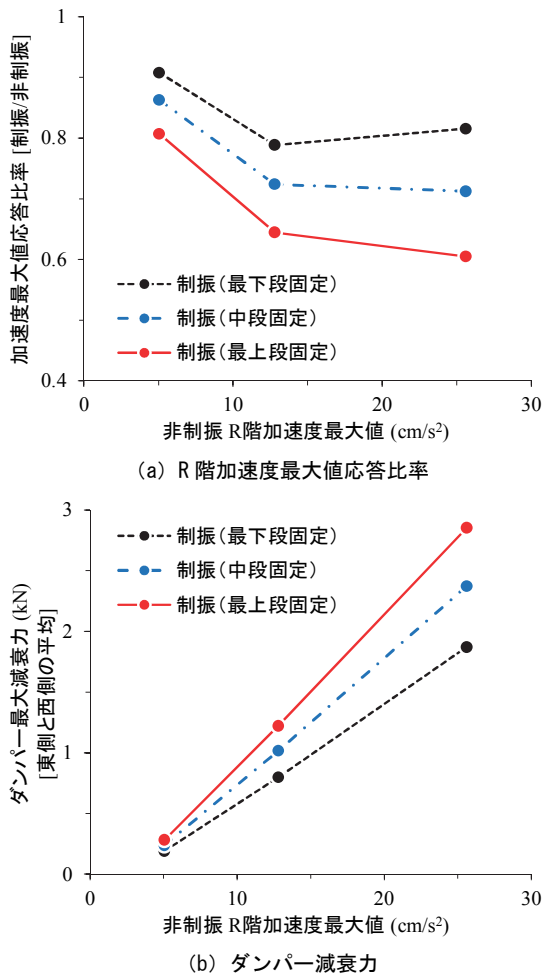 加速度最大値応答比率 [制振/非制振]
1
0.8
0.6
0.4
制振(最下段固定)
制振(中段固定)
制振(最上段固定)
0 10 20 30
非制振 R階加速度最大値 (cm/s²)
(a) R 階加速度最大値応答比率
ダンパー最大減衰力 (kN)
[東側と西側の平均]
3
2
1
0
制振(最下段固定)
制振(中段固定)
制振(最上段固定)
0 10 20 30
非制振 R階加速度最大値 (cm/s²)
(b) ダンパー減衰力